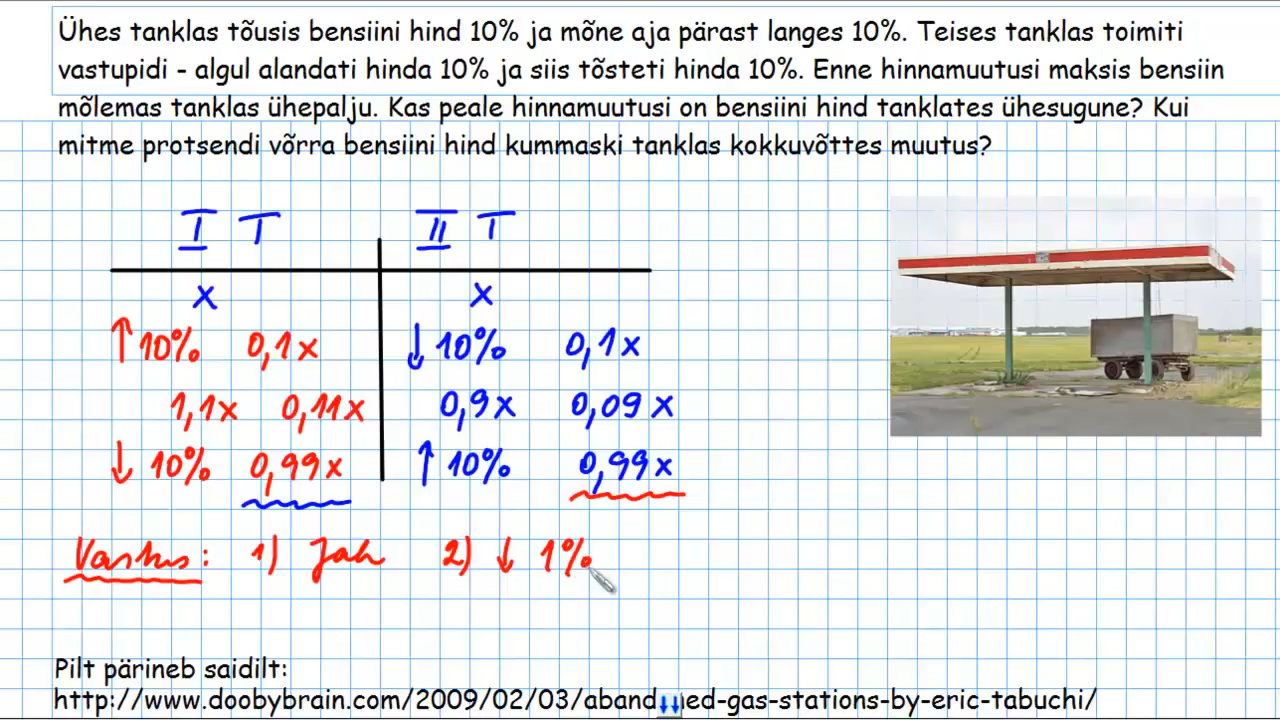 Ühes tanklas tõusis bensiini hind 10% ja mõne aja pärast langes 10%. Teises tanklas toimiti
vastupidi - algul alandati hinda 10% ja siis tõsteti hinda 10%. Enne hinnamuutusi maksis bensiin
mõlemas tanklas ühepalju. Kas peale hinnamuutusi on bensiini hind tanklates ühesugune? Kui
mitme protsendi võrra bensiini hind kummaski tanklas kokkuvõttes muutus?
I T II T
x x
↑ 10% 0,1x ↓ 10% 0,1x
1,1x 0,11x 0,9x 0,09x
↓ 10% 0,99x ↑ 10% 0,99x
Vastus: 1) Jah 2) ↓ 1%
Pilt pärineb saidilt:
http://www.doobybrain.com/2009/02/03/aband ned-gas-stations-by-eric-tabuchi/